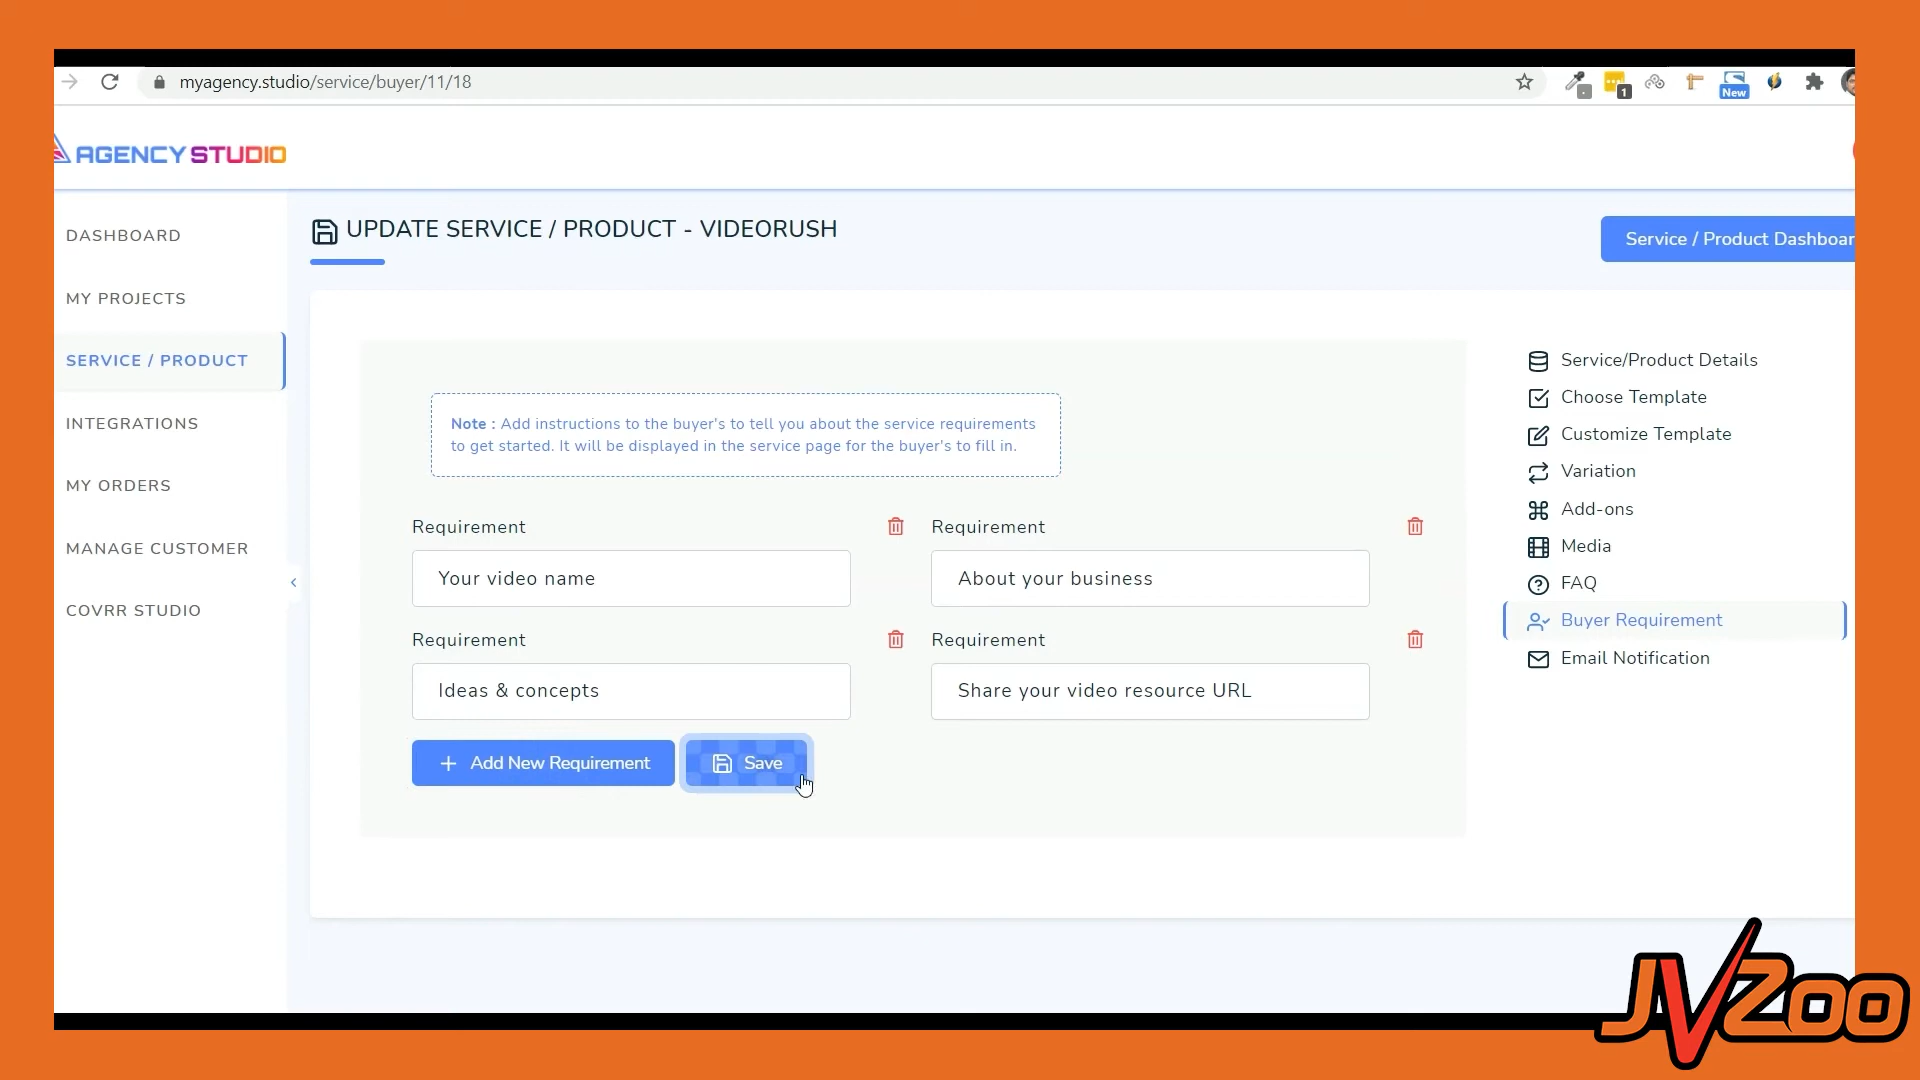 myagency.studio/service/buyer/11/18
1
New
AGENCY STUDIO
UPDATE SERVICE / PRODUCT - VIDEORUSH
Service / Product Dashboar
DASHBOARD
MY PROJECTS
SERVICE / PRODUCT
INTEGRATIONS
MY ORDERS
MANAGE CUSTOMER
COVRR STUDIO
Note : Add instructions to the buyer's to tell you about the service requirements
to get started. It will be displayed in the service page for the buyer's to fill in.
Requirement
Requirement
Your video name
About your business
Requirement
Requirement
Ideas & concepts
Share your video resource URL
Add New Requirement
Save
Service/Product Details
Choose Template
Customize Template
Variation
Add-ons
Media
FAQ
Buyer Requirement
Email Notification
JVZoo